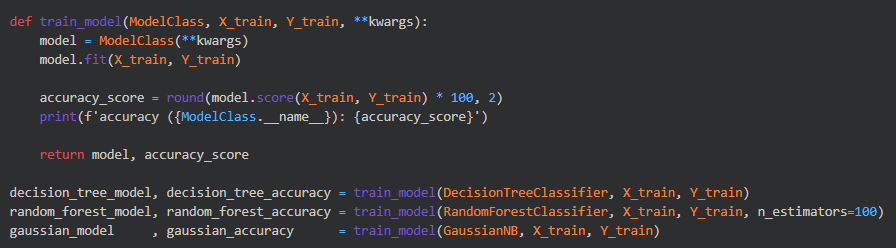 def train_model(ModelClass, X_train, Y_train, **kwargs):
    model = ModelClass(**kwargs)
    model.fit(X_train, Y_train)

    accuracy_score = round(model.score(X_train, Y_train) * 100, 2)
    print(f'accuracy ({ModelClass.__name__}): {accuracy_score}')

    return model, accuracy_score

decision_tree_model, decision_tree_accuracy = train_model(DecisionTreeClassifier, X_train, Y_train)
random_forest_model, random_forest_accuracy = train_model(RandomForestClassifier, X_train, Y_train, n_estimators=100)
gaussian_model     , gaussian_accuracy      = train_model(GaussianNB, X_train, Y_train)